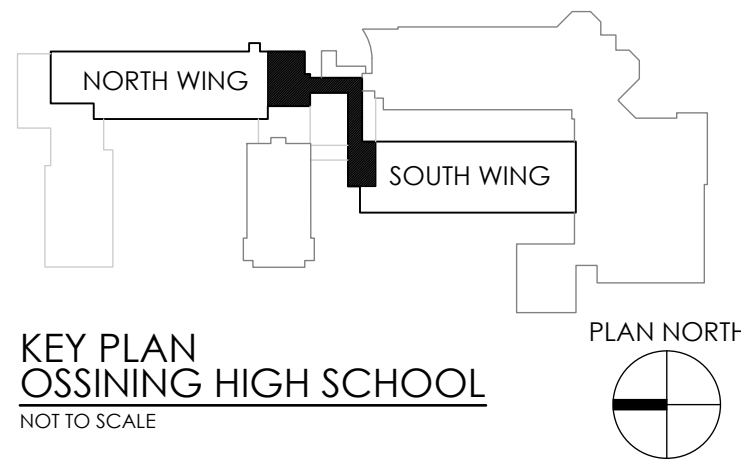 NORTH WING
SOUTH WING
KEY PLAN
OSSINING HIGH SCHOOL
NOT TO SCALE
PLAN NORTH